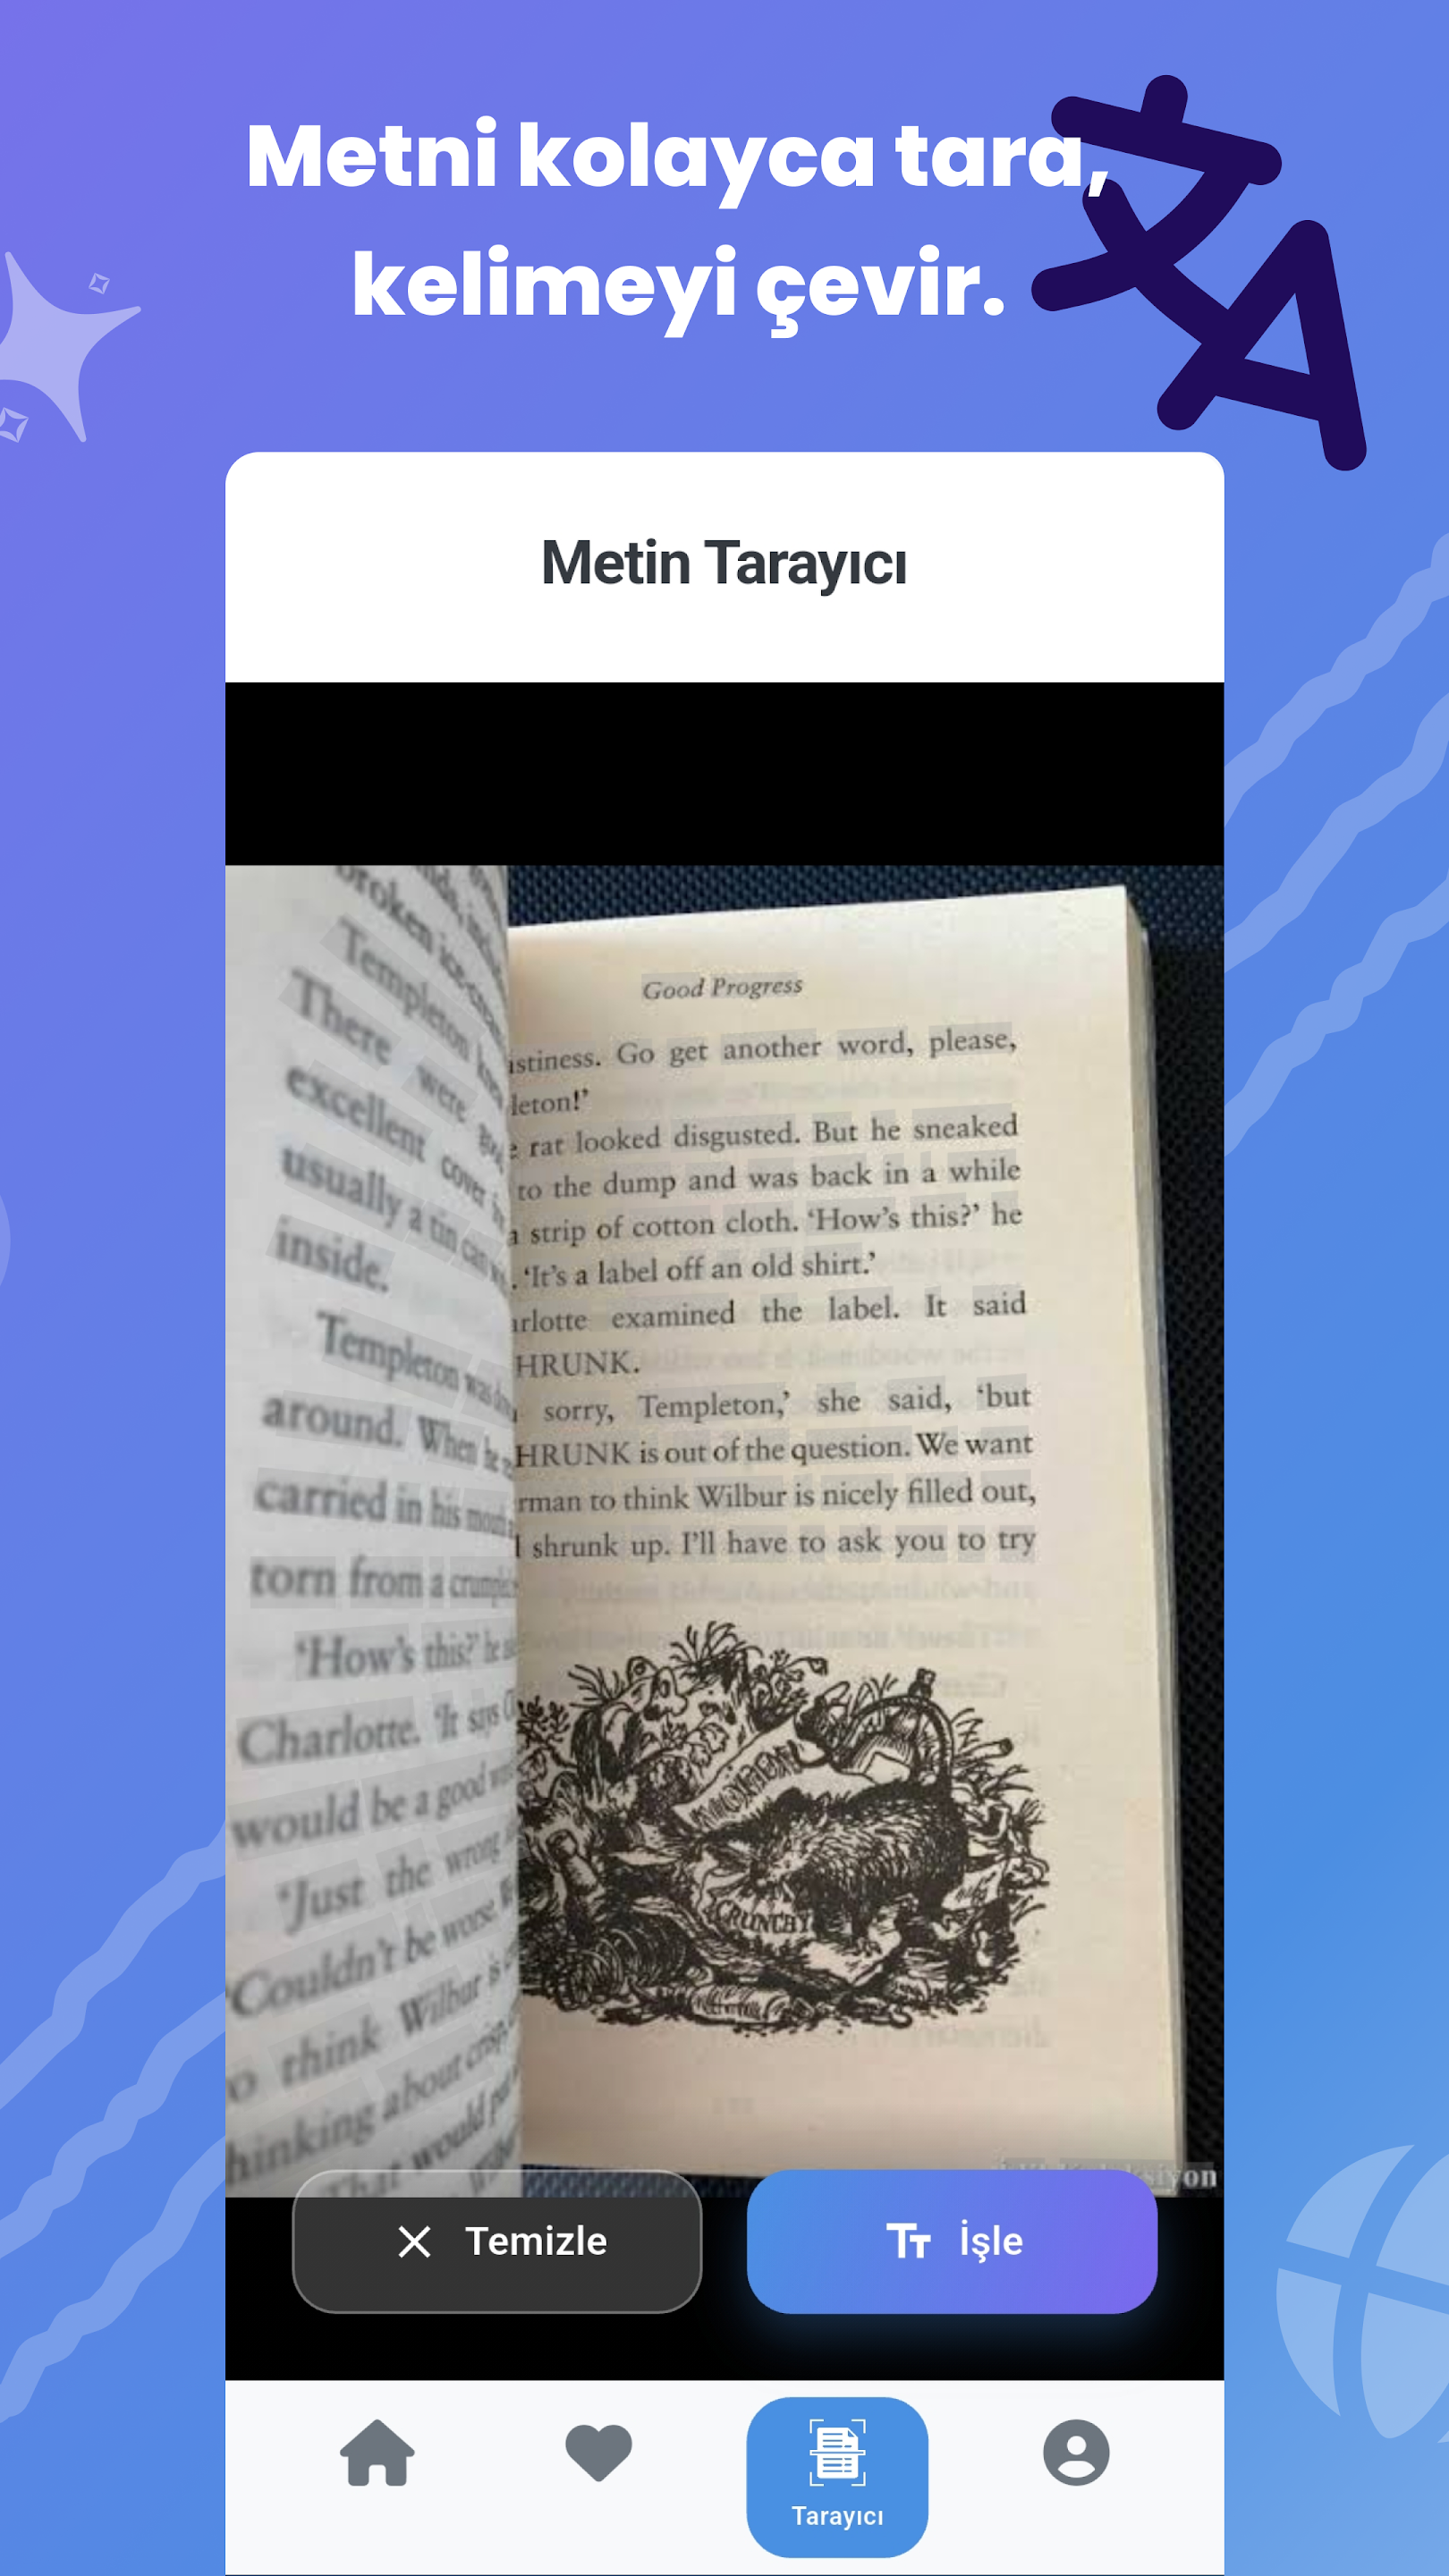 Metni kolayca tara,
kelimeyi çevir.
Metin Tarayıcı
broken ice-cream
Templeton
There were
excellent cover
usually a tin can
inside.
Templeton was
around. When he
carried in his mouth
torn from a
'How's this?' he
Charlotte. 'It says
would be a good
'Just the wrong
'Couldn't be worse.
think Wilbur is
about
would
Good Progress
Go get another word, please,
leton!'
rat looked disgusted. But he sneaked
to the dump and was back in a while
strip of cotton cloth. 'How's this?' he
'It's a label off an old shirt.'
arlotte examined the label. It said
HRUNK.
sorry, Templeton,' she said, 'but
HRUNK is out of the question. We want
rman to think Wilbur is nicely filled out,
shrunk up. I'll have to ask you to try
CRUNCHY
siyon
Temizle
Tт İşle
Tarayıcı